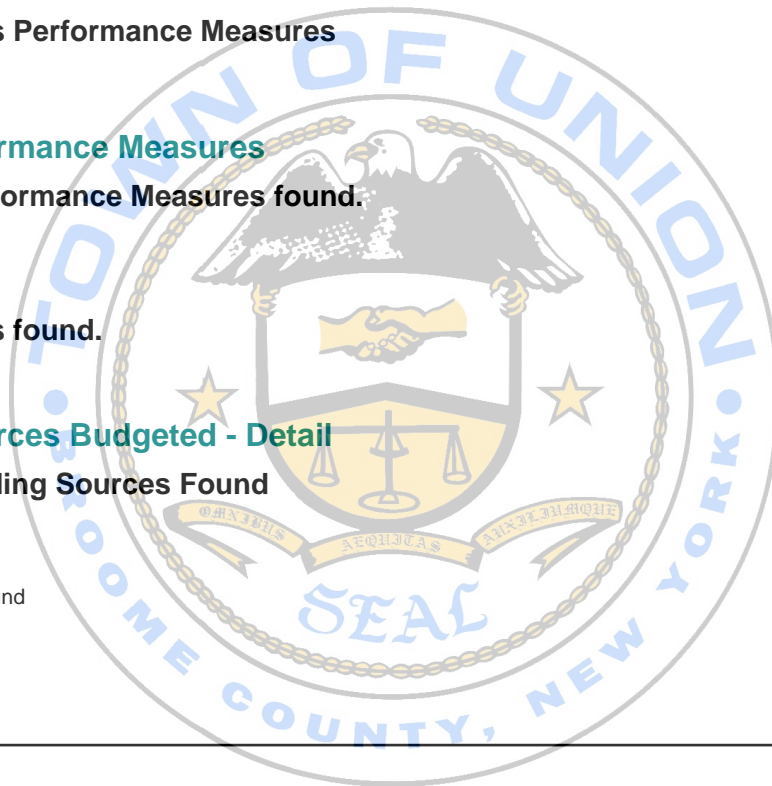 s Performance Measures
rmance Measures
ormance Measures found.
s found.
rces Budgeted - Detail
ling Sources Found
und
TOWN OF UNION
BROOME COUNTY, NEW YORK
OMNIBUS
AEQUITAS
AUXILIUMQUE
SEAL